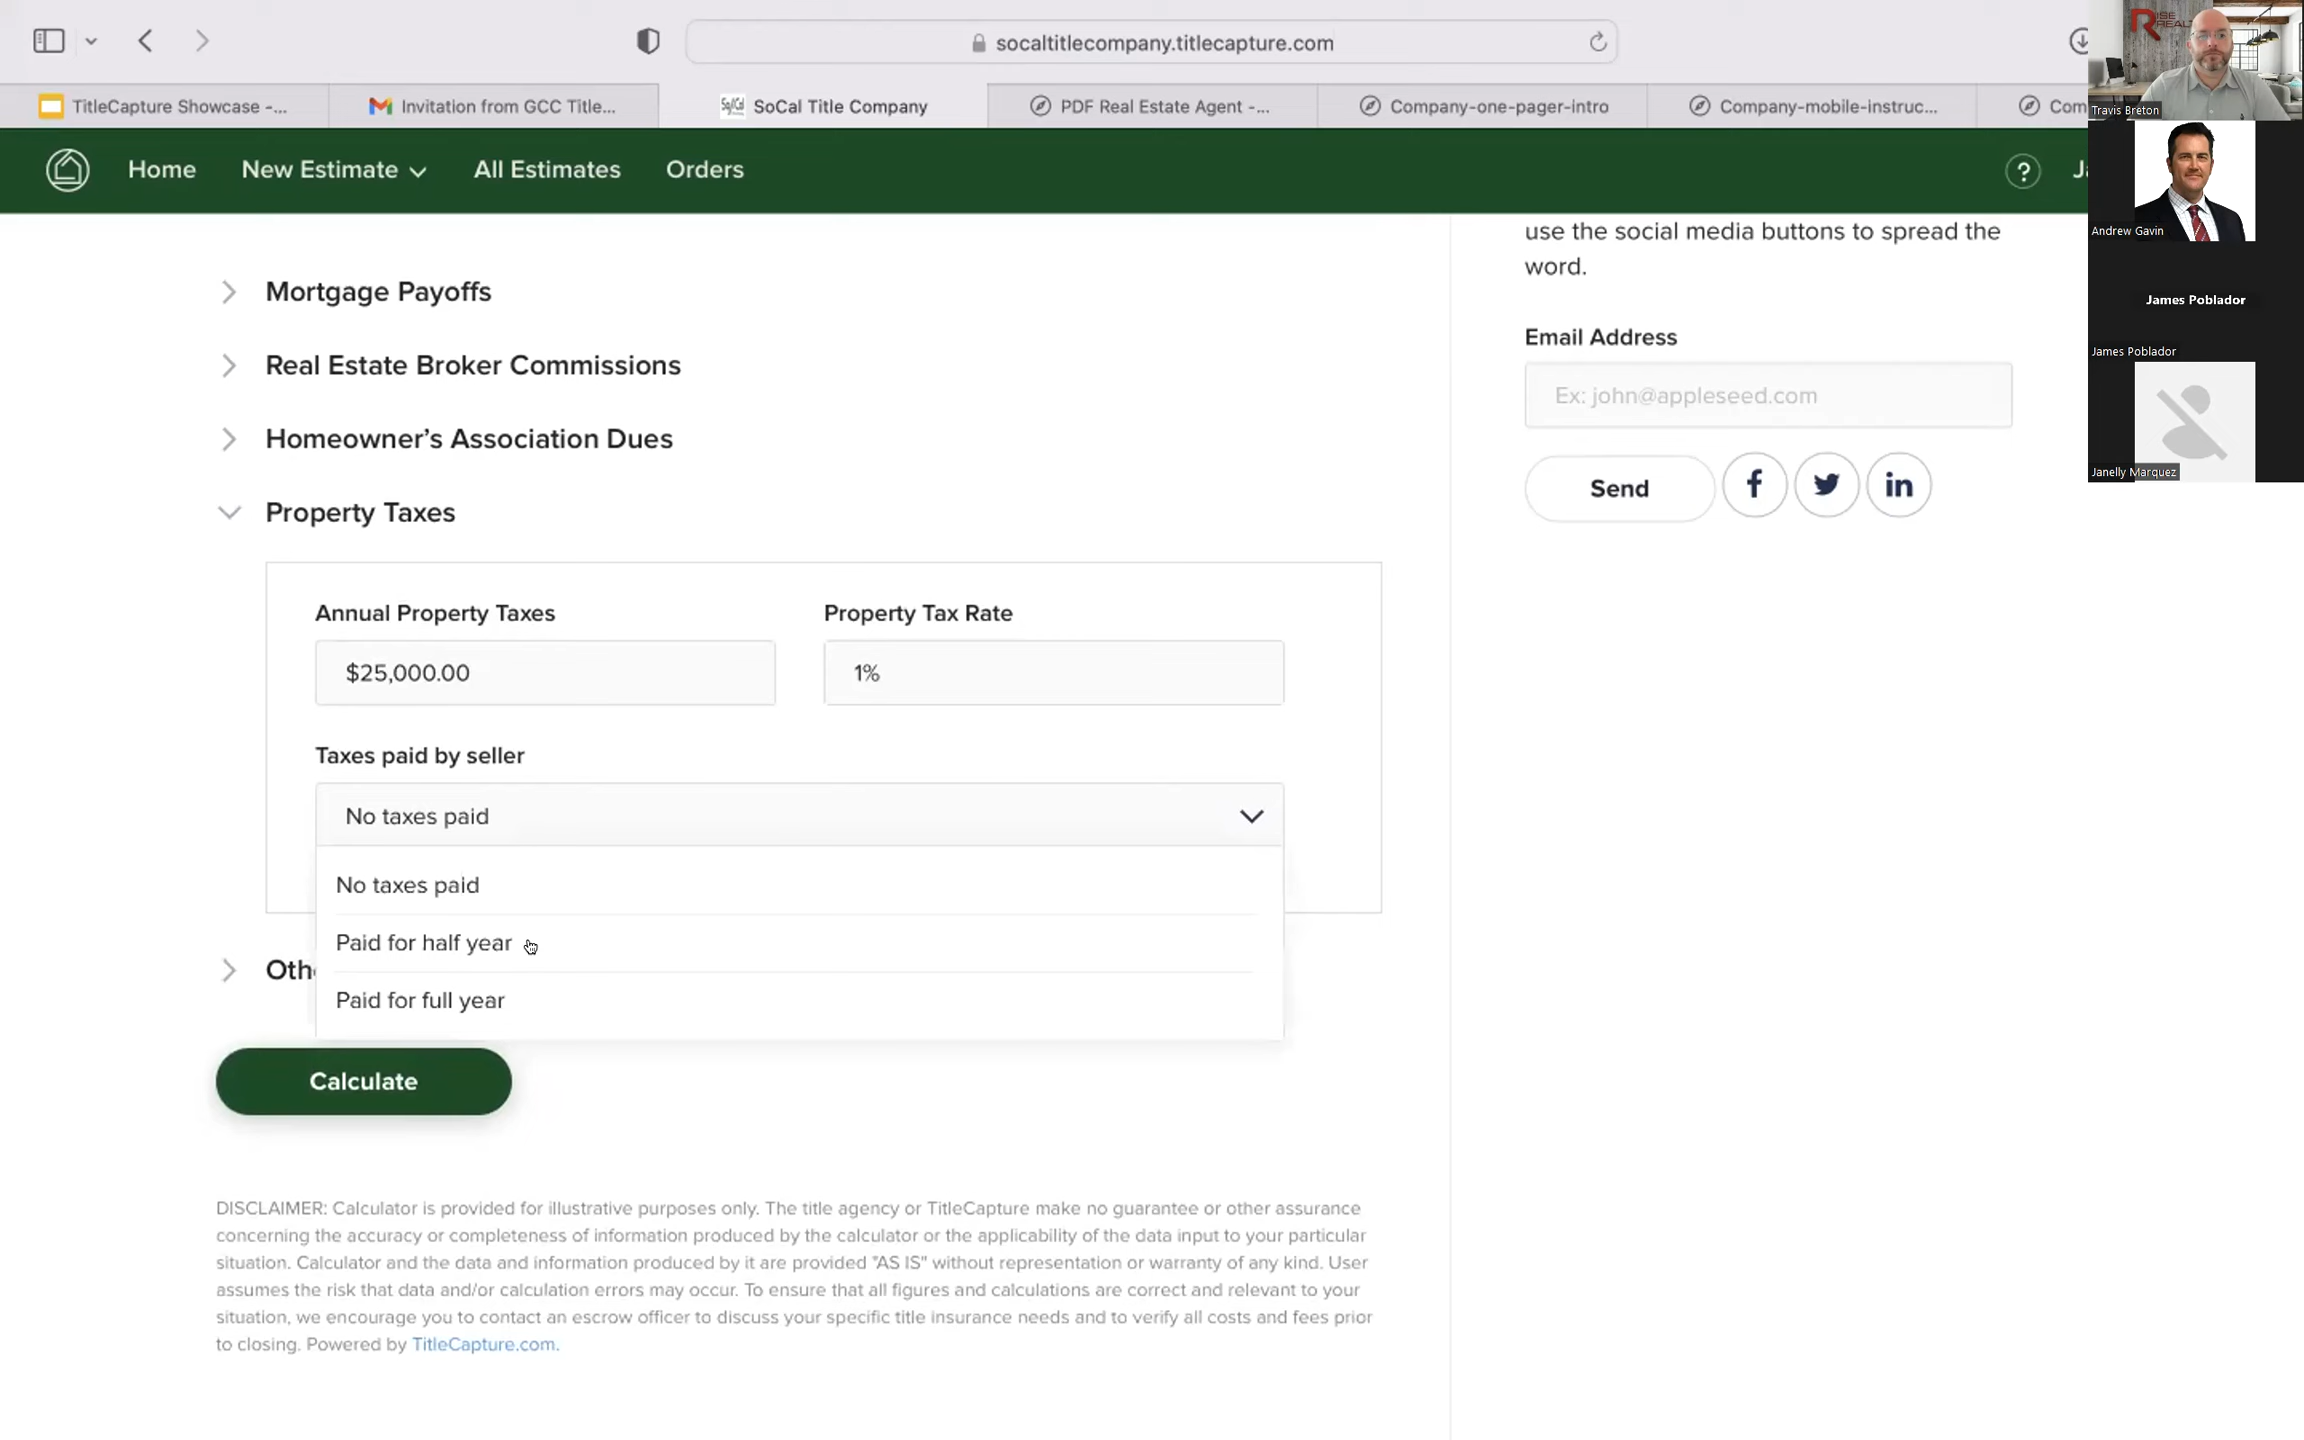 socaltitlecompany.titlecapture.com
TitleCapture Showcase -...
Invitation from GCC Title...
So/Cal
SoCal Title Company
PDF Real Estate Agent -...
Company-one-pager-intro
Company-mobile-instruc...
Com
Travis Breton
Andrew Gavin
James Poblador
James Poblador
Janelly Marquez
Home
New Estimate
All Estimates
Orders
?
Ja
Mortgage Payoffs
Real Estate Broker Commissions
Homeowner's Association Dues
Property Taxes
Annual Property Taxes
Property Tax Rate
$25,000.00
1%
Taxes paid by seller
No taxes paid
No taxes paid
Paid for half year
Paid for full year
Oth
Calculate
DISCLAIMER: Calculator is provided for illustrative purposes only. The title agency or TitleCapture make no guarantee or other assurance
concerning the accuracy or completeness of information produced by the calculator or the applicability of the data input to your particular
situation. Calculator and the data and information produced by it are provided "AS IS" without representation or warranty of any kind. User
assumes the risk that data and/or calculation errors may occur. To ensure that all figures and calculations are correct and relevant to your
situation, we encourage you to contact an escrow officer to discuss your specific title insurance needs and to verify all costs and fees prior
to closing. Powered by TitleCapture.com.
use the social media buttons to spread the
word.
Email Address
Ex: john@appleseed.com
Send
f
in